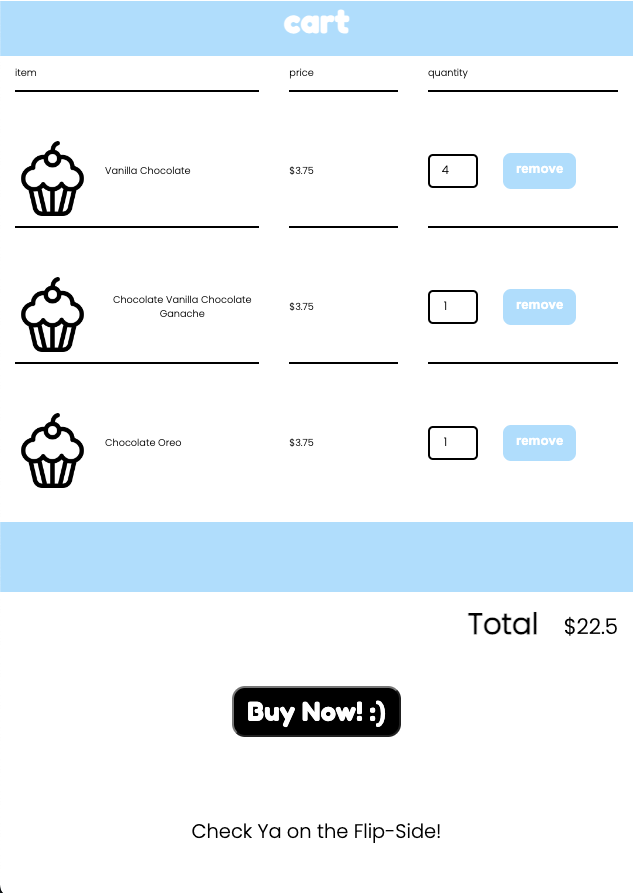 cart
item price quantity
Vanilla Chocolate $3.75 4 remove
Chocolate Vanilla Chocolate
Ganache $3.75 1 remove
Chocolate Oreo $3.75 1 remove
Total $22.5
Buy Now! :)
Check Ya on the Flip-Side!